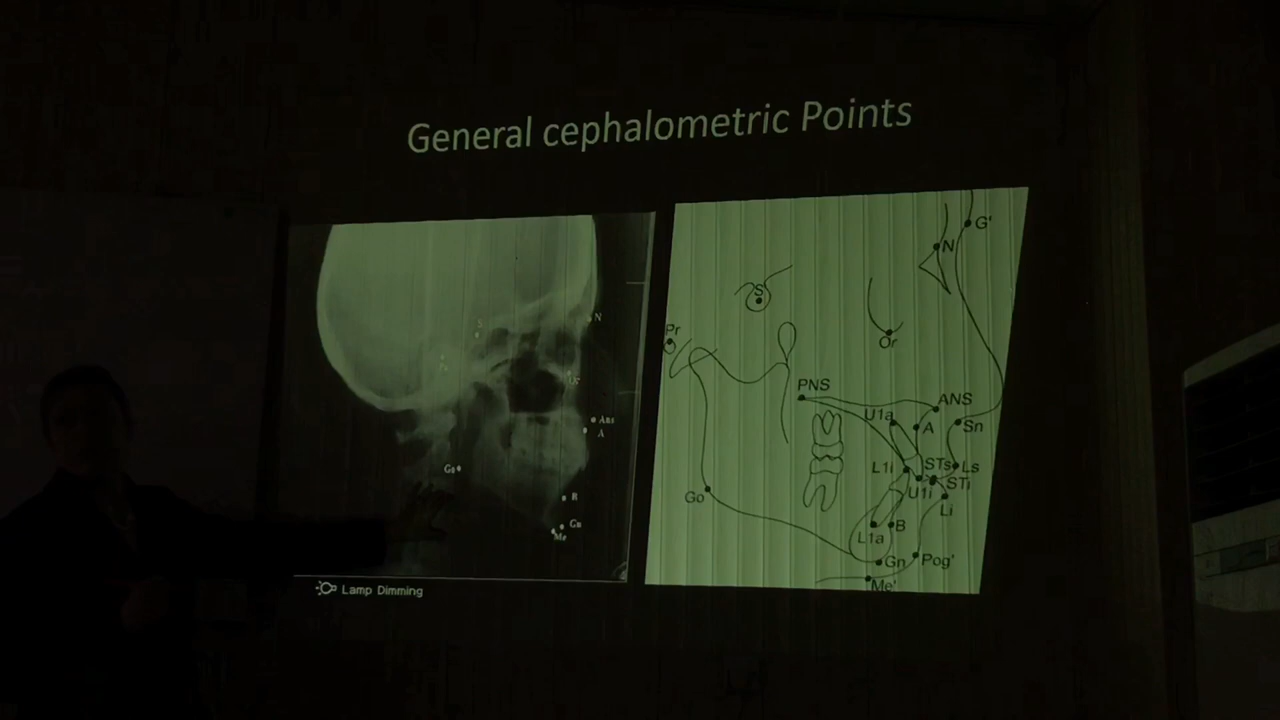 General cephalometric Points
S
N
Ans
A
Go
B
Gn
Me
Lamp Dimming
G'
N
S
Or
Pr
PNS
ANS
U1a
A
Sn
L1i
STs
Ls
U1i
STi
Go
Li
B
L1a
Gn
Pog'
Me'